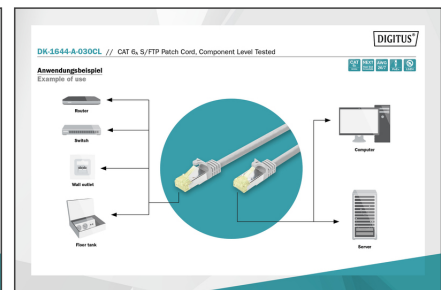 DIGITUS®
DK-1644-A-030CL // CAT 6A S/FTP Patch Cord, Component Level Tested
Anwendungsbeispiel
Example of use
Router
Switch
Wall outlet
Floor tank
Computer
Server